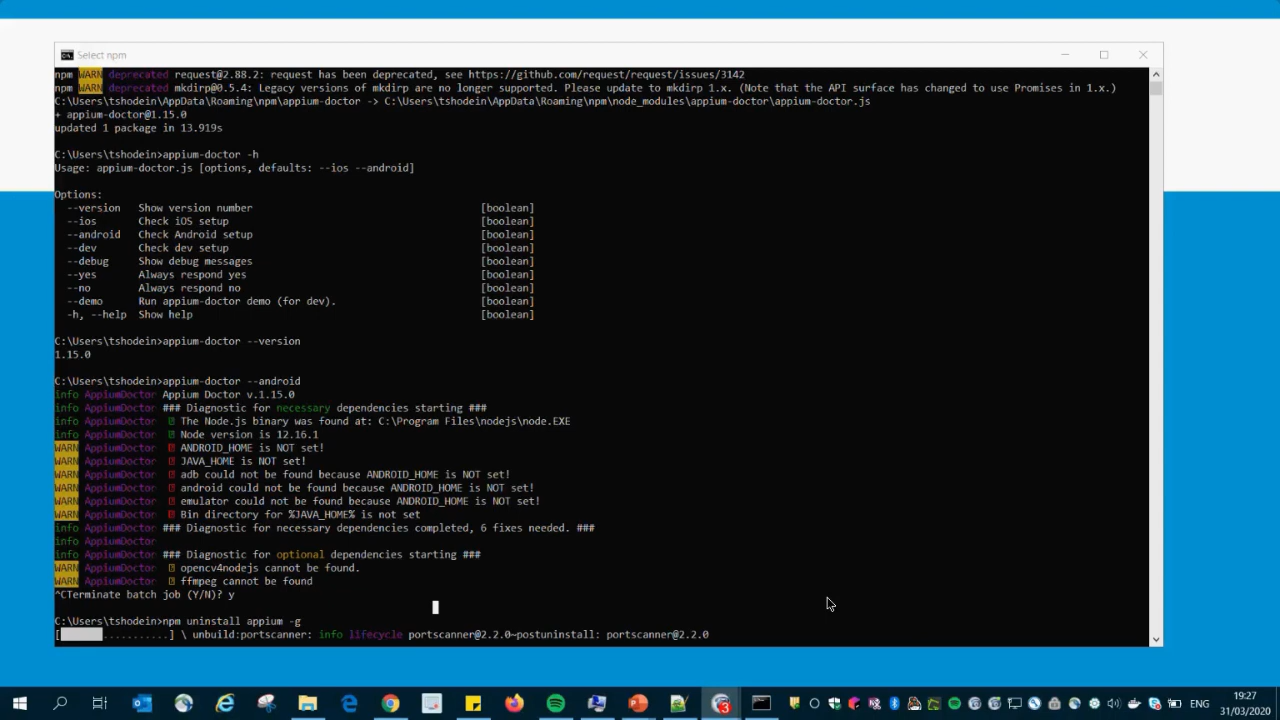 Select npm
npm WARN deprecated request@2.88.2: request has been deprecated, see https://github.com/request/request/issues/3142
npm WARN deprecated mkdirp@0.5.4: Legacy versions of mkdirp are no longer supported. Please update to mkdirp 1.x. (Note that the API surface has changed to use Promises in 1.x.)
C:\Users\tshodein\AppData\Roaming\npm\appium-doctor -> C:\Users\tshodein\AppData\Roaming\npm\node_modules\appium-doctor\appium-doctor.js
+ appium-doctor@1.15.0
updated 1 package in 13.919s
C:\Users\tshodein>appium-doctor -h
Usage: appium-doctor.js [options, defaults: --ios --android]
Options:
--version Show version number [boolean]
--ios Check iOS setup [boolean]
--android Check Android setup [boolean]
--dev Check dev setup [boolean]
--debug Show debug messages [boolean]
--yes Always respond yes [boolean]
--no Always respond no [boolean]
--demo Run appium-doctor demo (for dev). [boolean]
-h, --help Show help [boolean]
C:\Users\tshodein>appium-doctor --version
1.15.0
C:\Users\tshodein>appium-doctor --android
info AppiumDoctor Appium Doctor v.1.15.0
info AppiumDoctor ### Diagnostic for necessary dependencies starting ###
info AppiumDoctor The Node.js binary was found at: C:\Program Files\nodejs\node.EXE
info AppiumDoctor Node version is 12.16.1
WARN AppiumDoctor ANDROID_HOME is NOT set!
WARN AppiumDoctor JAVA_HOME is NOT set!
WARN AppiumDoctor adb could not be found because ANDROID_HOME is NOT set!
WARN AppiumDoctor android could not be found because ANDROID_HOME is NOT set!
WARN AppiumDoctor emulator could not be found because ANDROID_HOME is NOT set!
WARN AppiumDoctor Bin directory for %JAVA_HOME% is not set
info AppiumDoctor ### Diagnostic for necessary dependencies completed, 6 fixes needed. ###
info AppiumDoctor
info AppiumDoctor ### Diagnostic for optional dependencies starting ###
WARN AppiumDoctor opencv4nodejs cannot be found.
WARN AppiumDoctor ffmpeg cannot be found
^CTerminate batch job (Y/N)? y
C:\Users\tshodein>npm uninstall appium -g
[ ...........] \ unbuild:portscanner: info lifecycle portscanner@2.2.0~postuninstall: portscanner@2.2.0
ENG
19:27
31/03/2020